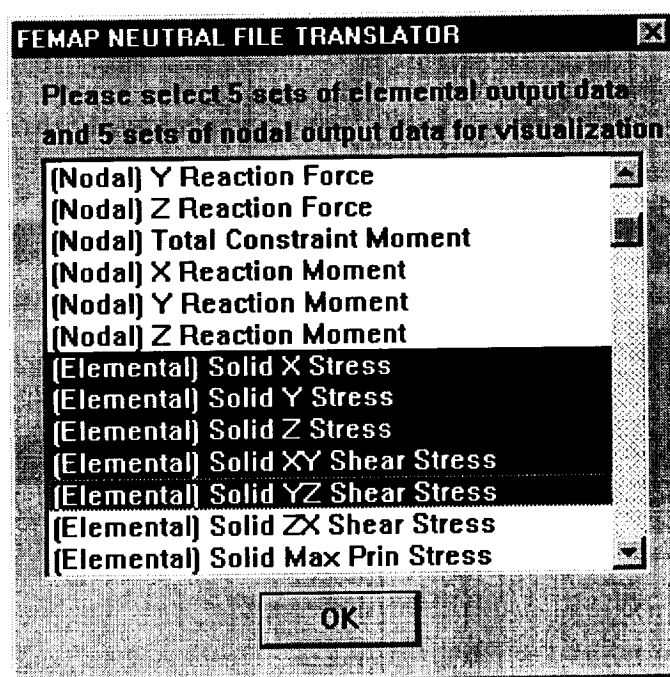 FEMAP NEUTRAL FILE TRANSLATOR
Please select 5 sets of elemental output data
and 5 sets of nodal output data for visualization
(Nodal) Y Reaction Force
(Nodal) Z Reaction Force
(Nodal) Total Constraint Moment
(Nodal) X Reaction Moment
(Nodal) Y Reaction Moment
(Nodal) Z Reaction Moment
(Elemental) Solid X Stress
(Elemental) Solid Y Stress
(Elemental) Solid Z Stress
(Elemental) Solid XY Shear Stress
(Elemental) Solid YZ Shear Stress
(Elemental) Solid ZX Shear Stress
(Elemental) Solid Max Prin Stress
OK